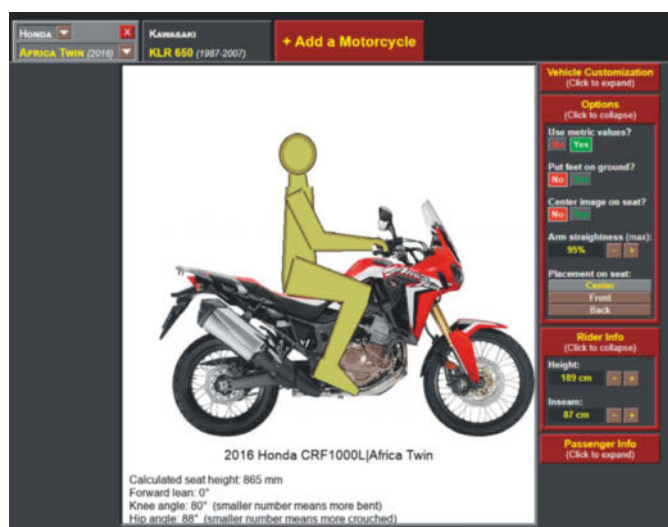 HONDA
X
AFRICA TWIN (2016)
KAWASAKI
KLR 650 (1987-2007)
+ Add a Motorcycle
Vehicle Customization
(Click to expand)
Options
(Click to collapse)
Use metric values?
No Yes
Put feet on ground?
No Yes
Center image on seat?
No Yes
Arm straightness (max):
95% - +
Placement on seat:
Center
Front
Back
Rider Info
(Click to collapse)
Height:
189 cm - +
Inseam:
87 cm - +
Passenger Info
(Click to expand)
2016 Honda CRF1000L|Africa Twin
Calculated seat height: 865 mm
Forward lean: 0°
Knee angle: 80° (smaller number means more bent)
Hip angle: 88° (smaller number means more crouched)